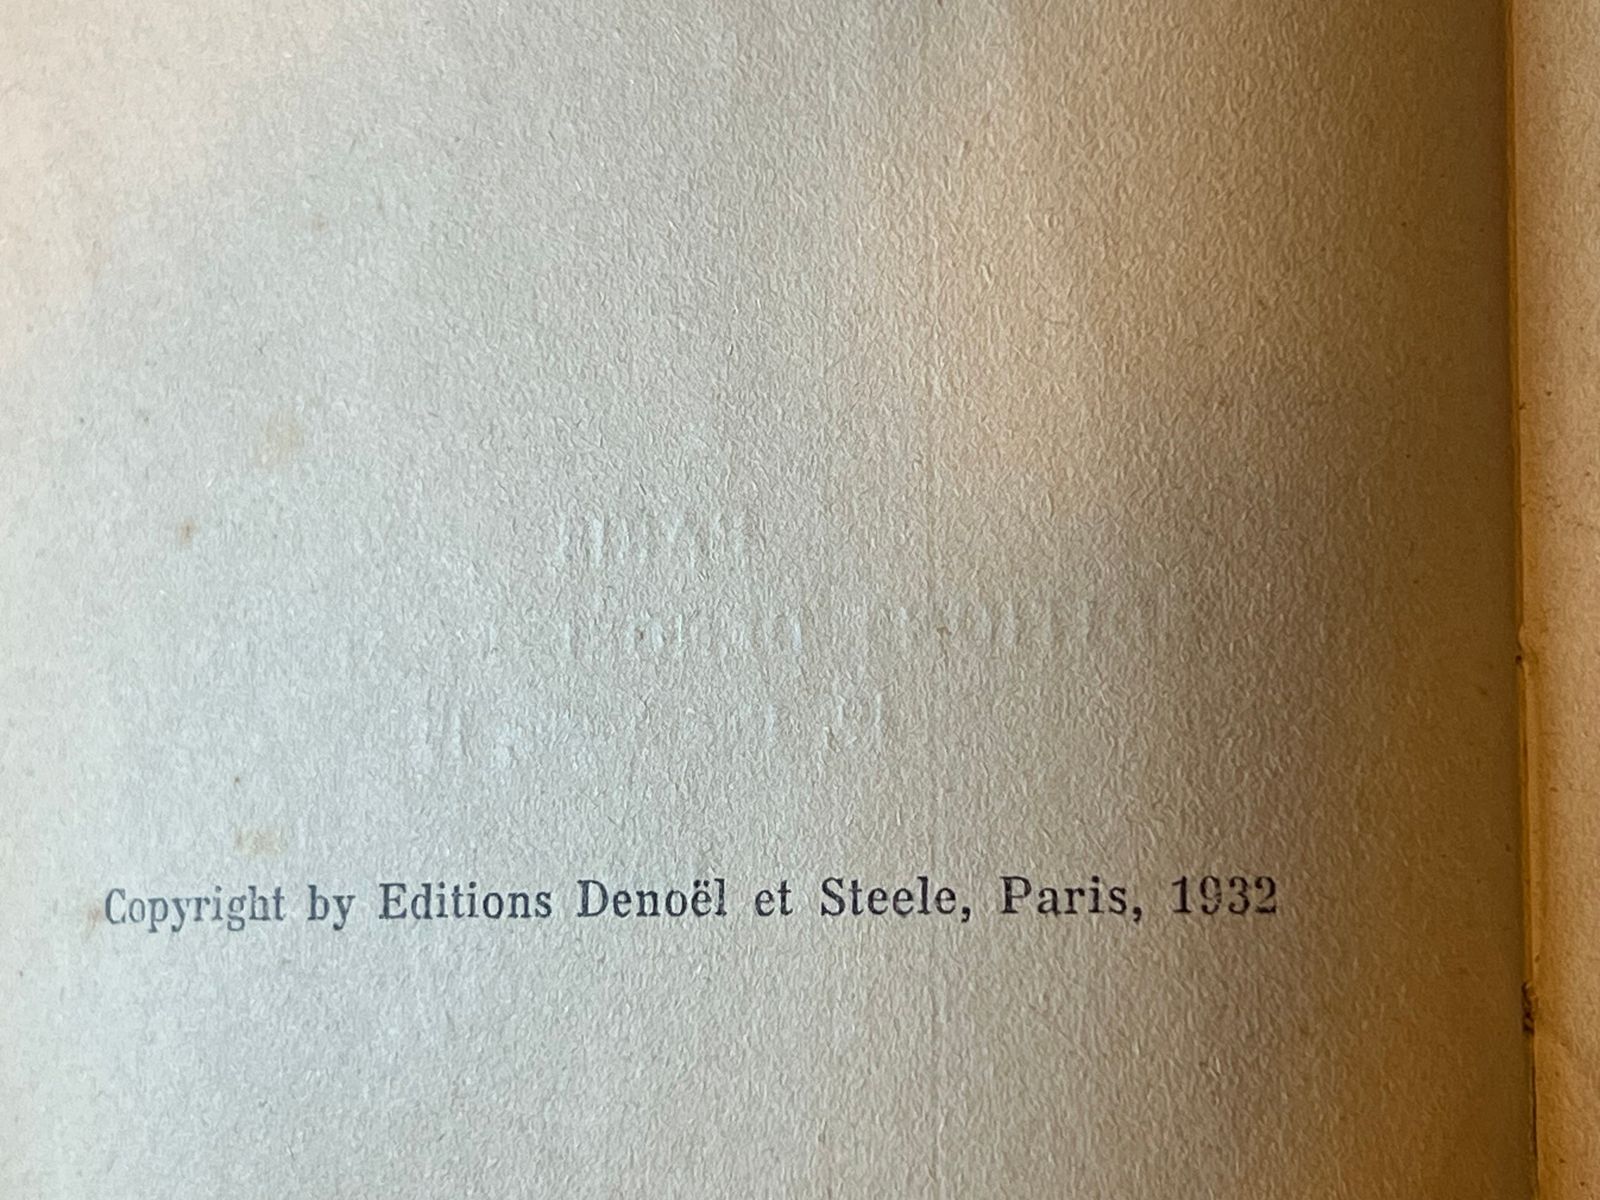 Copyright by Editions Denoël et Steele, Paris, 1932